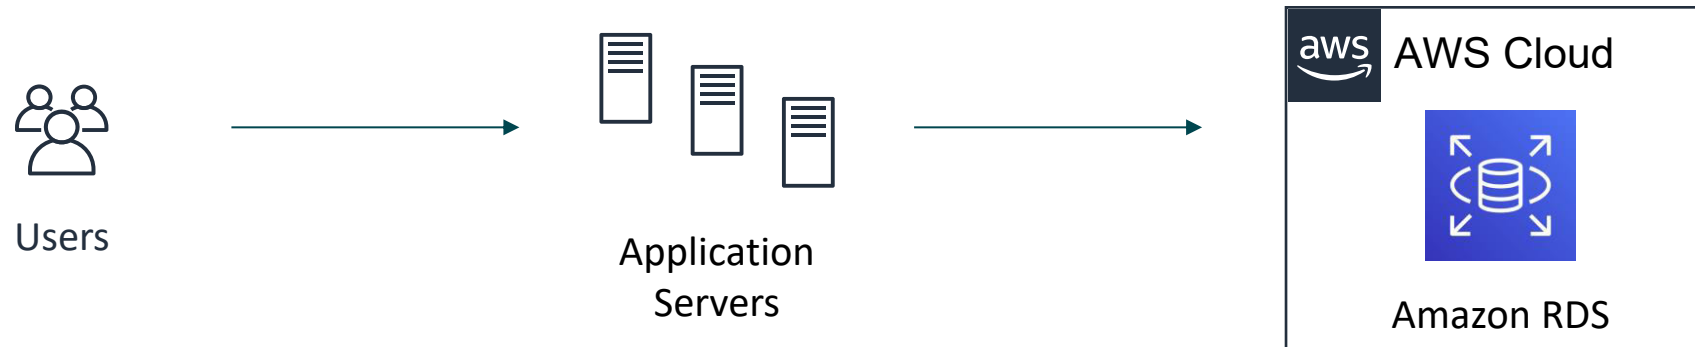 Users
Application
Servers
aws
AWS Cloud
Amazon RDS